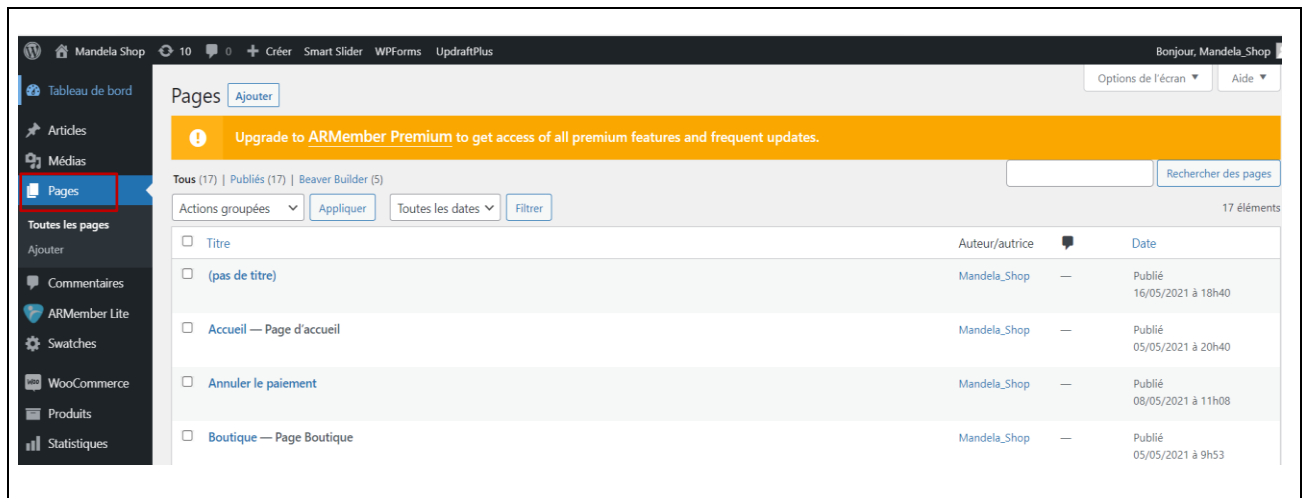 Mandela Shop 10 0 Créer Smart Slider WPForms UpdraftPlus Bonjour, Mandela_Shop
Tableau de bord
Articles
Médias
Pages
Toutes les pages
Ajouter
Commentaires
ARMember Lite
Swatches
WooCommerce
Produits
Statistiques
Options de l'écran Aide
Pages Ajouter
Upgrade to ARMember Premium to get access of all premium features and frequent updates.
Tous (17) | Publiés (17) | Beaver Builder (5)
Rechercher des pages
Actions groupées Appliquer Toutes les dates Filtrer
17 éléments
Titre Auteur/autrice Date
(pas de titre) Mandela_Shop — Publié
16/05/2021 à 18h40
Accueil — Page d'accueil Mandela_Shop — Publié
05/05/2021 à 20h40
Annuler le paiement Mandela_Shop — Publié
08/05/2021 à 11h08
Boutique — Page Boutique Mandela_Shop — Publié
05/05/2021 à 9h53